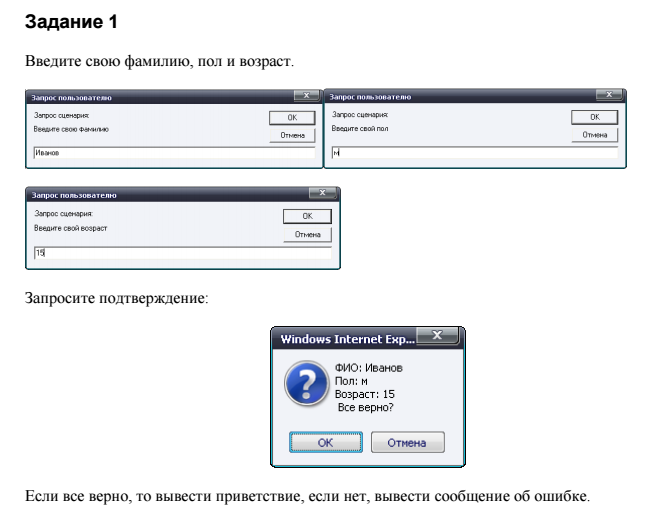 Задание 1
Введите свою фамилию, пол и возраст.
Запрос пользователю
Запрос сценария:
Введите свою фамилию
OK
Отмена
Иванов
Запрос пользователю
Запрос сценария:
Введите свой пол
OK
Отмена
м
Запрос пользователю
Запрос сценария:
Введите свой возраст
OK
Отмена
15
Запросите подтверждение:
Windows Internet Exp...
ФИО: Иванов
Пол: м
Возраст: 15
Все верно?
OK
Отмена
Если все верно, то вывести приветствие, если нет, вывести сообщение об ошибке.